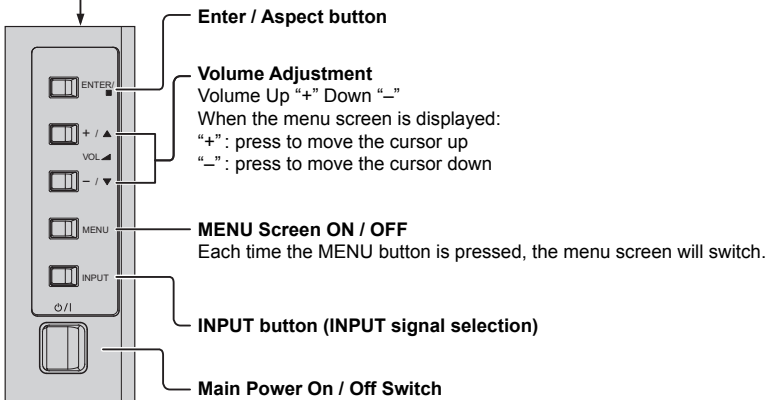 Enter / Aspect button
Volume Adjustment
Volume Up “+” Down “–”
When the menu screen is displayed:
“+” : press to move the cursor up
“–” : press to move the cursor down
MENU Screen ON / OFF
Each time the MENU button is pressed, the menu screen will switch.
INPUT button (INPUT signal selection)
Main Power On / Off Switch
ENTER/■
+ / ▲
VOL
− / ▼
MENU
INPUT
⏻/I